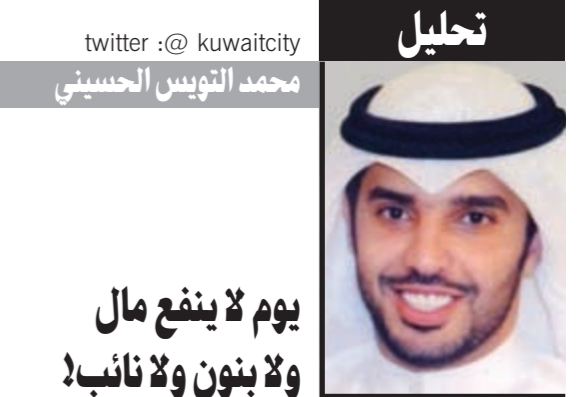 تحليل
twitter :@ kuwaitcity
محمد التويس الحسيني
يوم لا ينفع مال
ولا بنون ولا نائب!